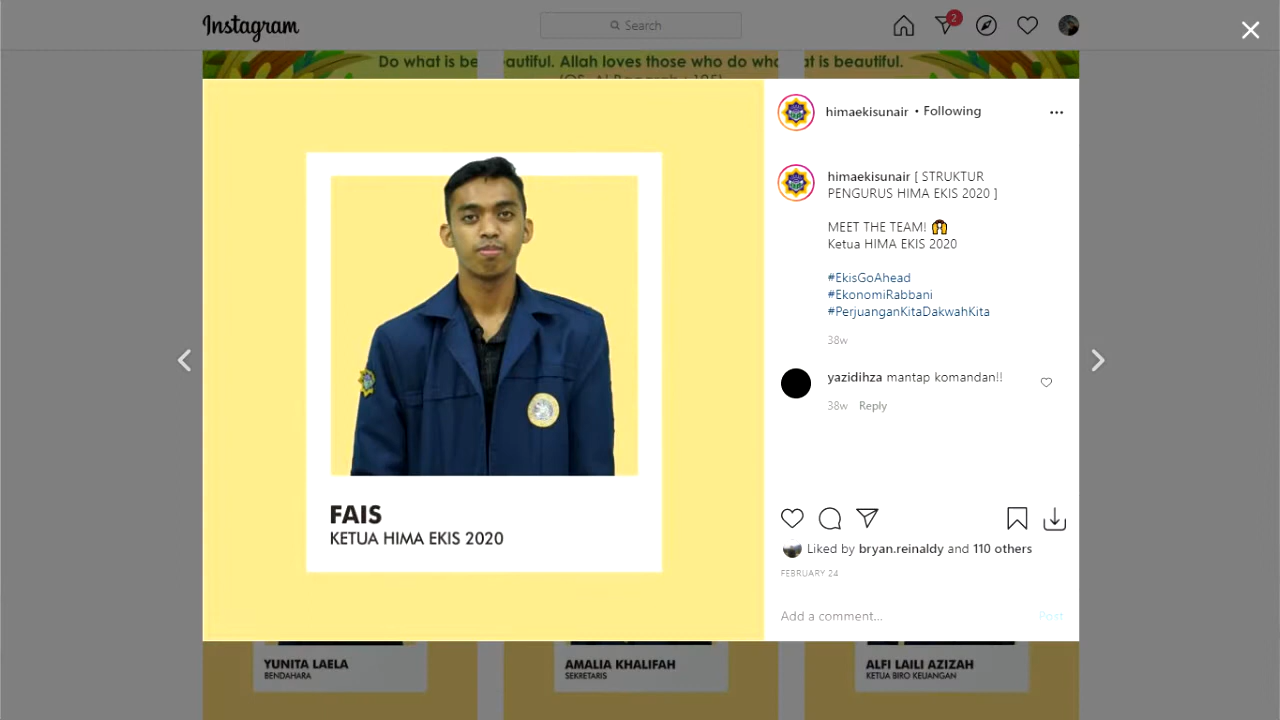 Instagram
Search
2
Do what is be
autiful. Allah loves those who do
at is beautiful.
himaekisunair • Following
himaekisunair [ STRUKTUR
PENGURUS HIMA EKIS 2020 ]
MEET THE TEAM!
Ketua HIMA EKIS 2020
#EkisGoAhead
#EkonomiRabbani
#PerjuanganKitaDakwahKita
38w
yazidihza mantap komandan!!
38w Reply
FAIS
KETUA HIMA EKIS 2020
Liked by bryan.reinaldy and 110 others
FEBRUARY 24
Add a comment...
Post
YUNITA LAELA
BENDAHARA
AMALIA KHALIFAH
SEKRETARIS
ALFI LAILI AZIZAH
KETUA BIRO KEUANGAN